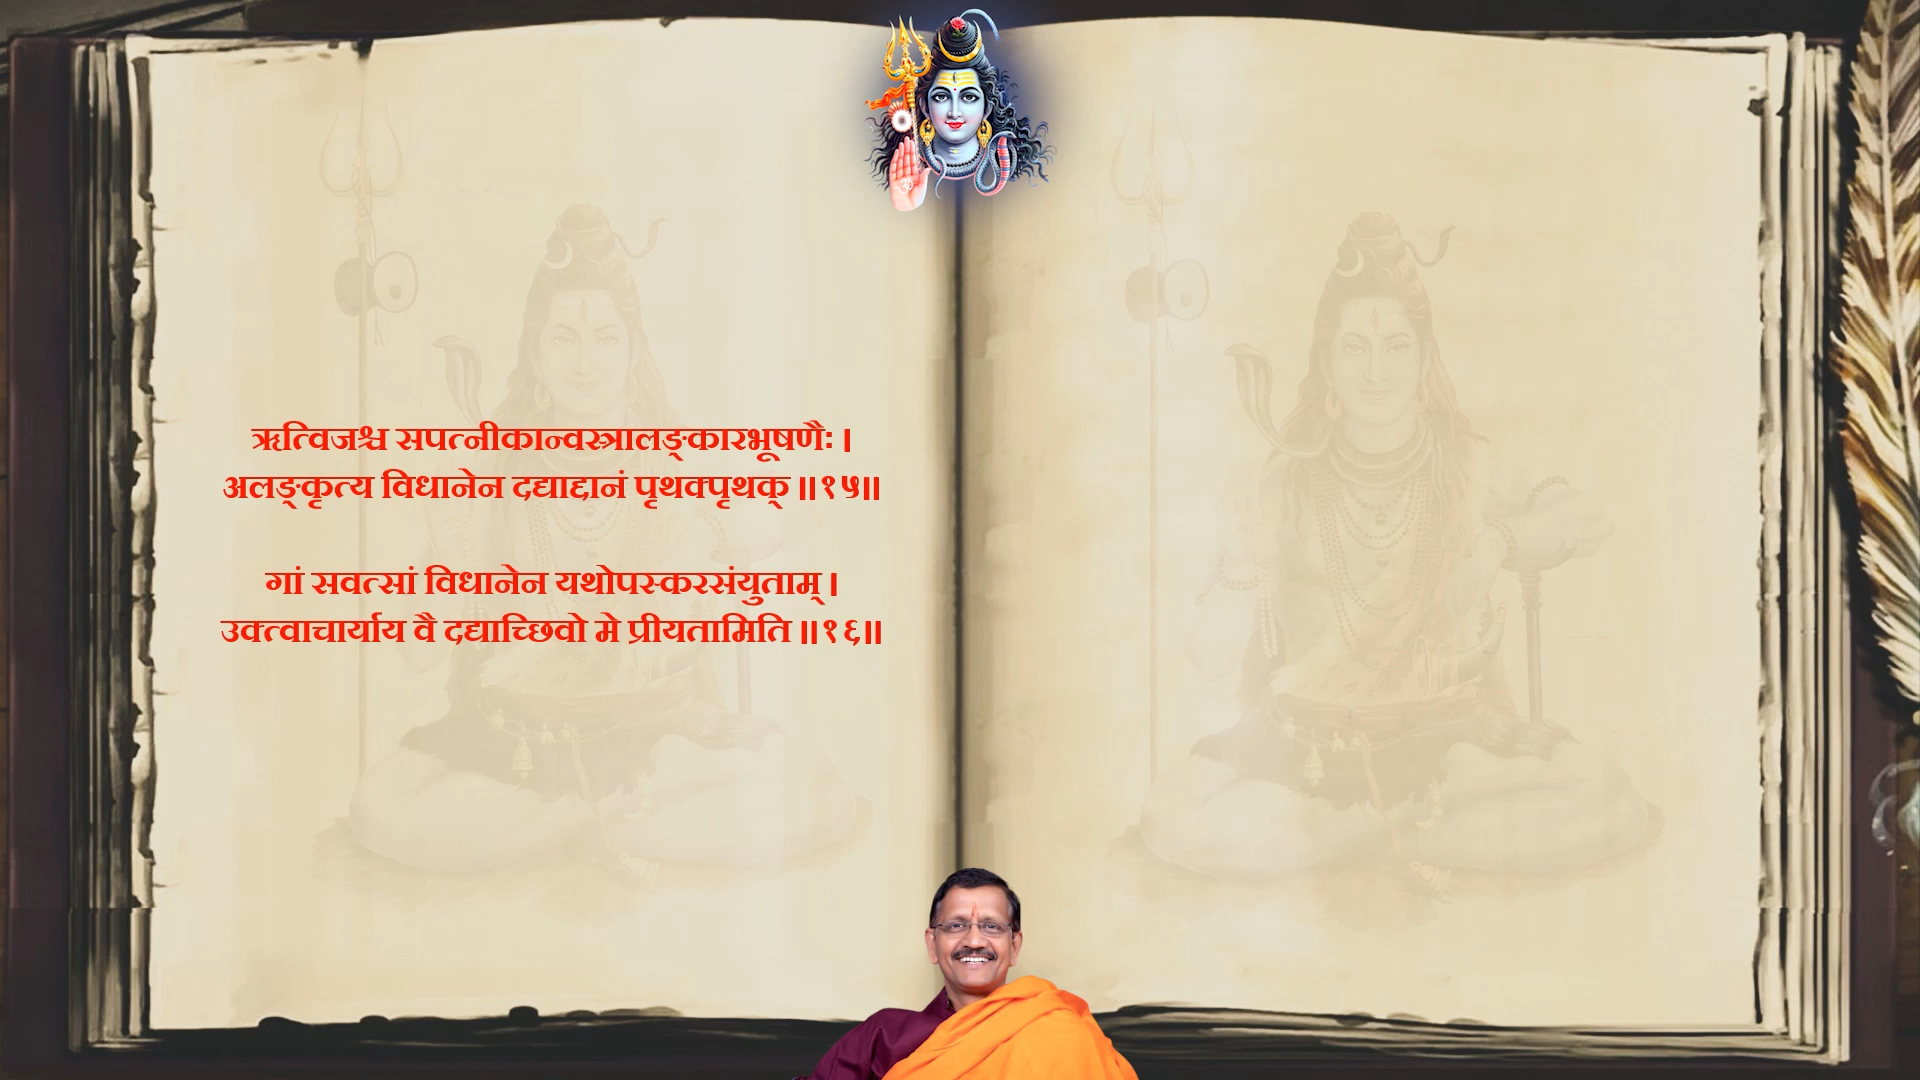 ऋत्विजश्च सपत्नीकान्वस्त्रालङ्कारभूषणैः ।
अलङ्कृत्य विधानेन दद्याद्दानं पृथक्पृथक् ॥१५॥
गां सवत्सां विधानेन यथोपस्करसंयुताम् ।
उक्त्वाचार्याय वै दद्याच्छिवो मे प्रीयतामिति ॥१६॥